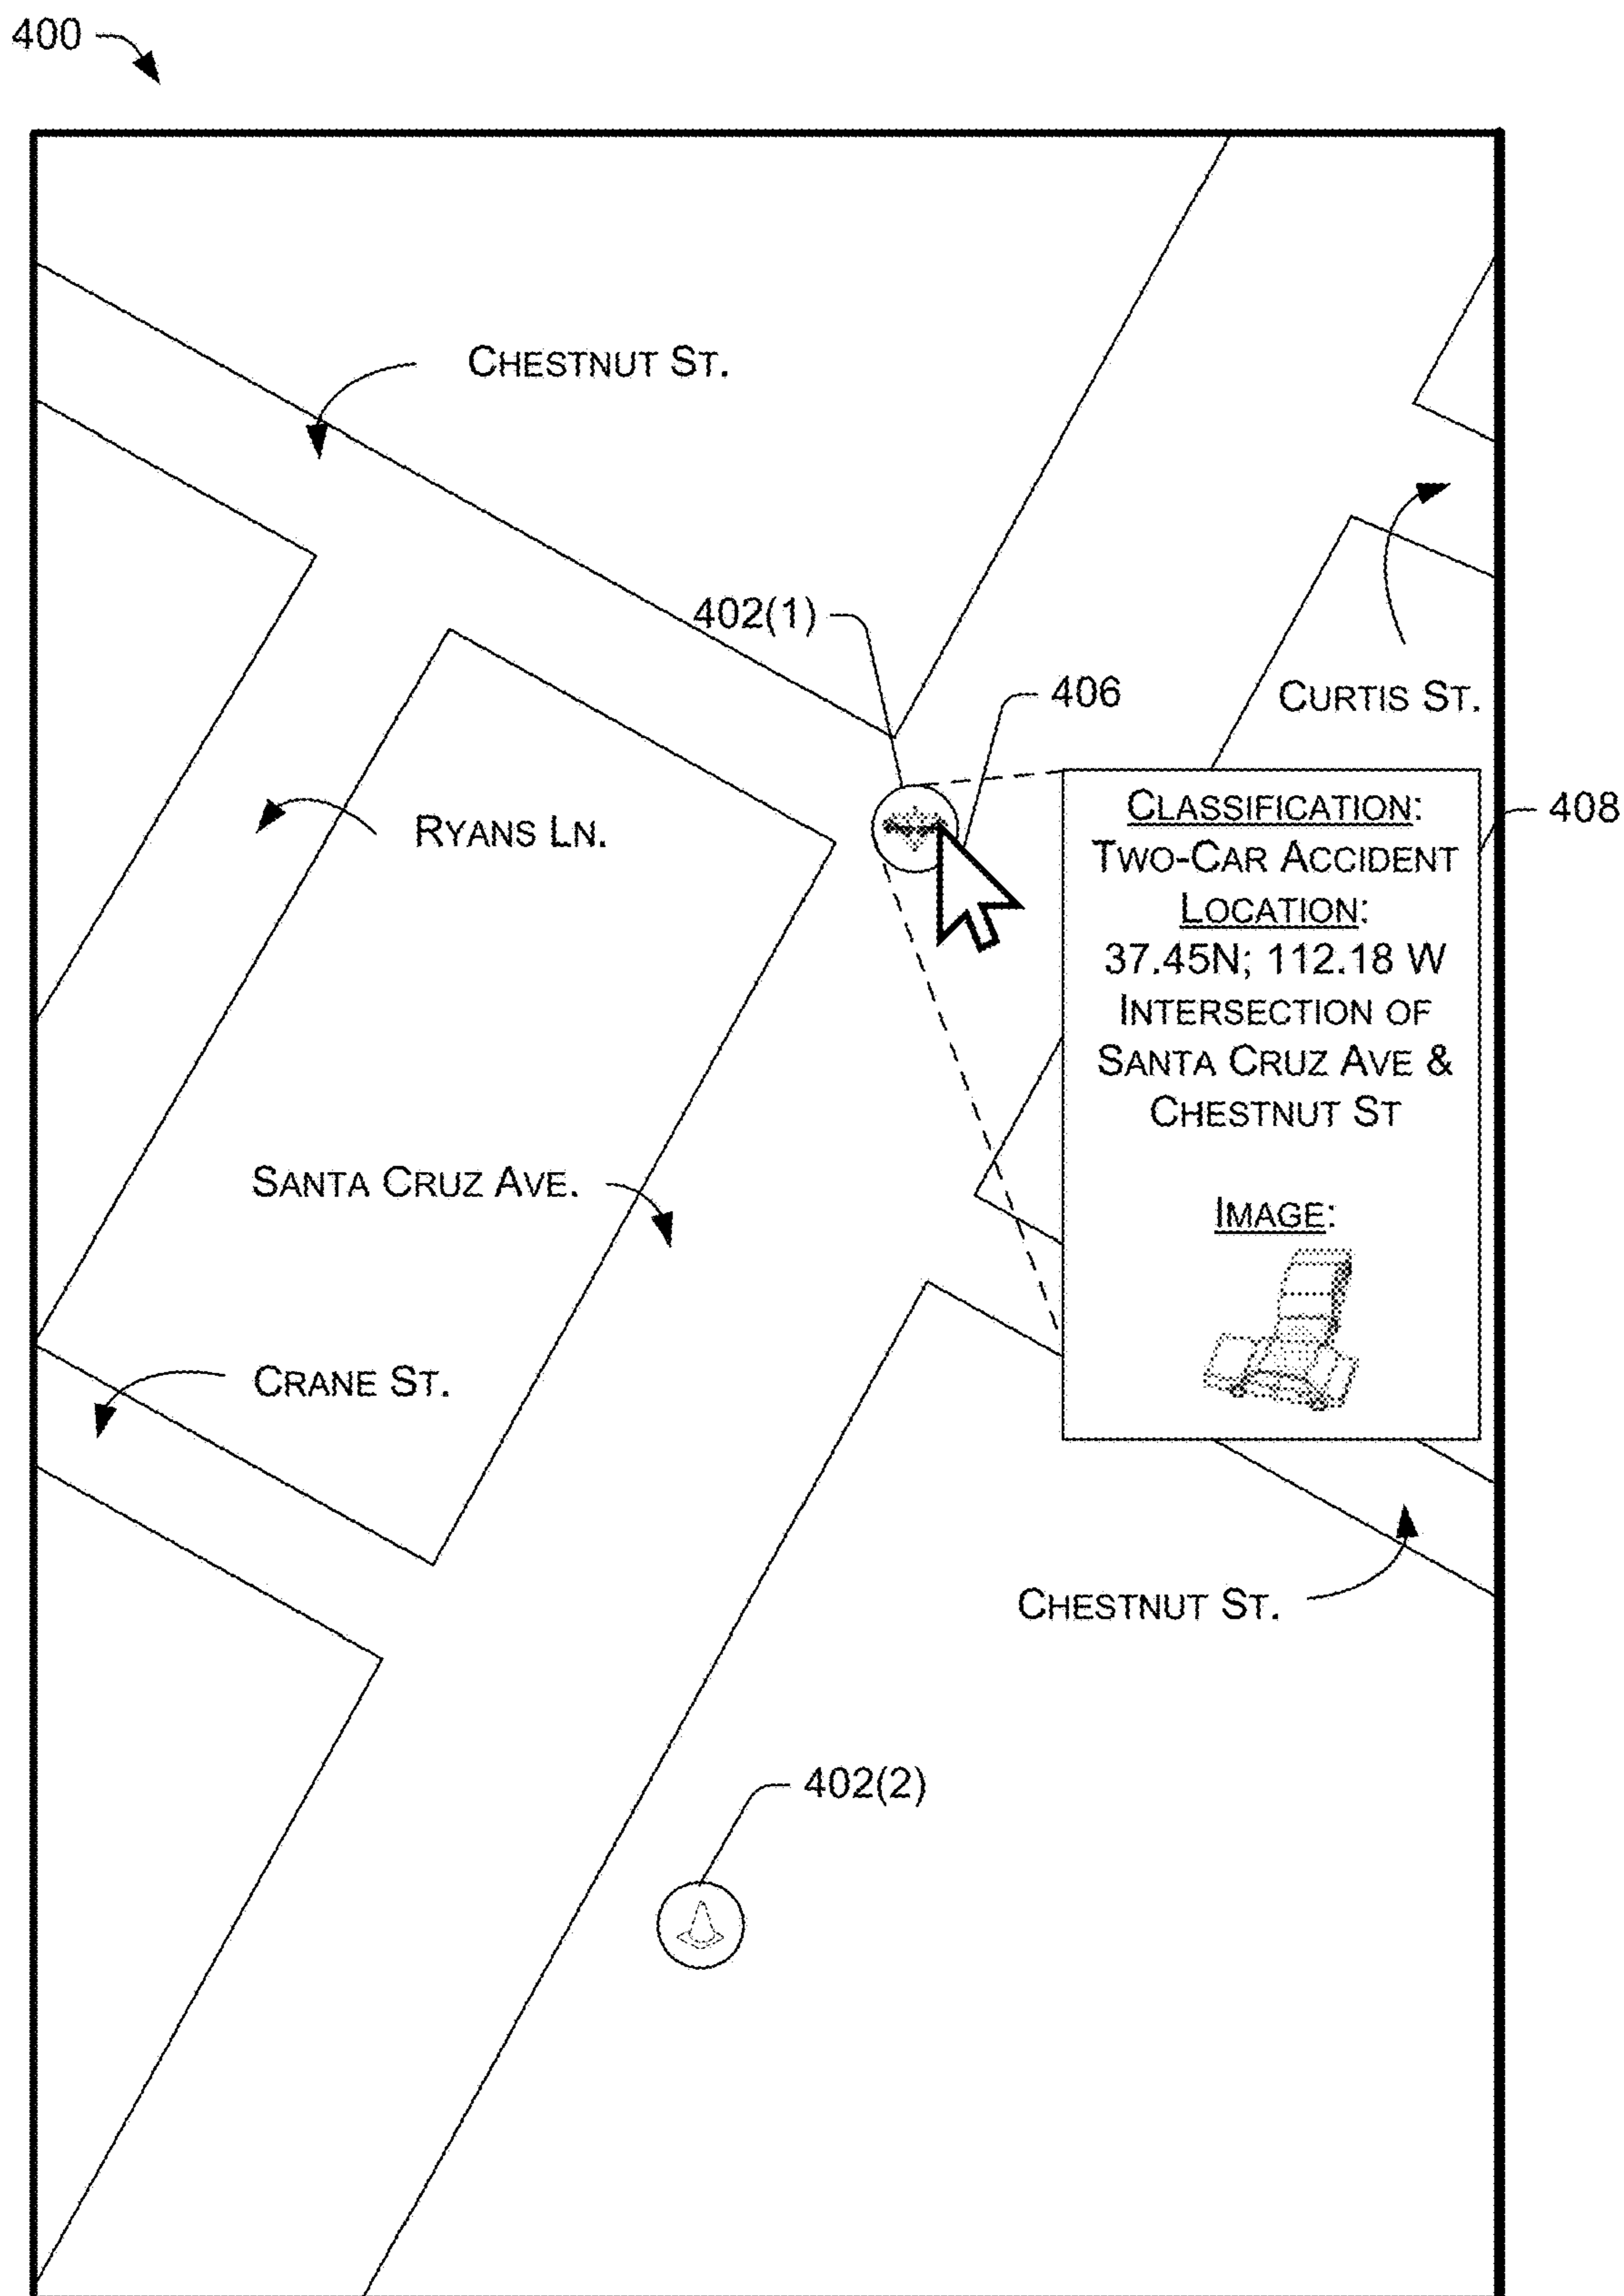 400
CHESTNUT ST.
402(1)
406
CURTIS ST.
RYANS LN.
408
CLASSIFICATION:
TWO-CAR ACCIDENT
LOCATION:
37.45N; 112.18 W
INTERSECTION OF
SANTA CRUZ AVE &
CHESTNUT ST
IMAGE:
SANTA CRUZ AVE.
CRANE ST.
CHESTNUT ST.
402(2)